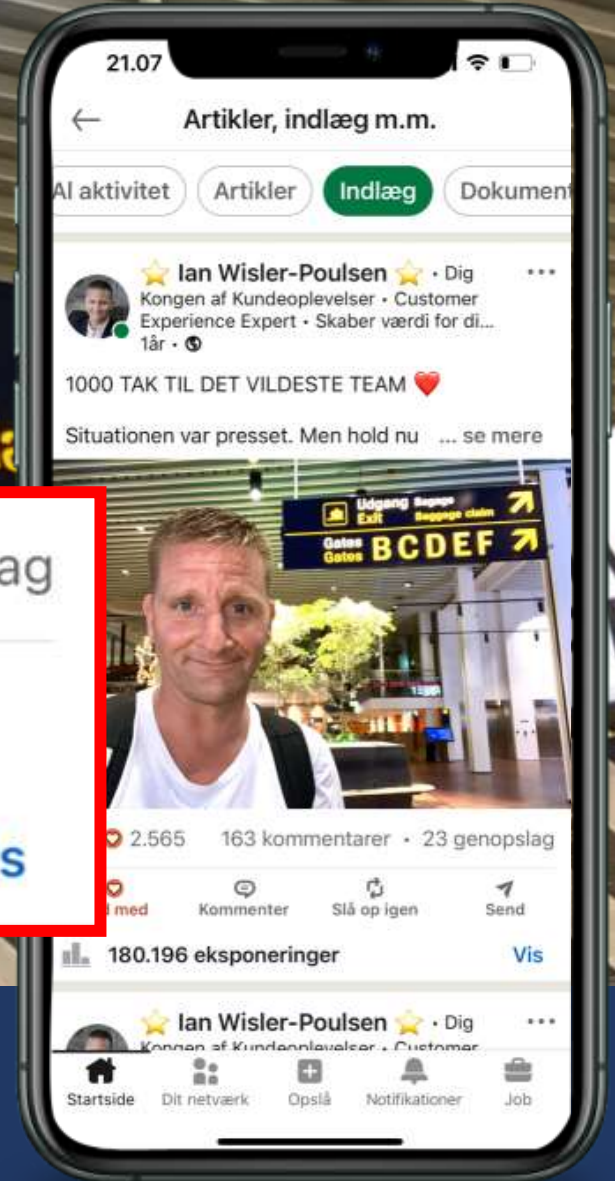 21.07
Artikler, indlæg m.m.
Al aktivitet
Artikler
Indlæg
Dokument
Ian Wisler-Poulsen · Dig
Kongen af Kundeoplevelser • Customer
Experience Expert • Skaber værdi for di...
1år •
1000 TAK TIL DET VILDESTE TEAM
Situationen var presset. Men hold nu ... se mere
Udgang Bagage
Exit Baggage claim
Gates
Gates BCDEF
ag
s
2.565 163 kommentarer • 23 genopslag
med
Kommenter
Slå op igen
Send
180.196 eksponeringer
Vis
Ian Wisler-Poulsen · Dig
Kongen af Kundeoplevelser • Customer
Startside
Dit netværk
Opslå
Notifikationer
Job